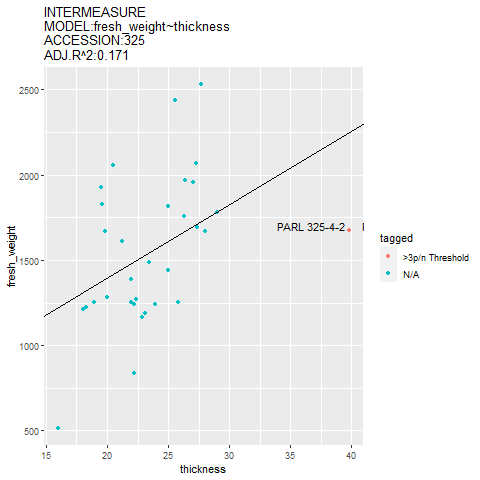 INTERMEASURE
MODEL:fresh_weight~thickness
ACCESSION:325
ADJ.R^2:0.171
2500
2000
1500
1000
500
fresh_weight
PARL 325-4-2
15 20 25 30 35 40
thickness
tagged
>3p/n Threshold
N/A